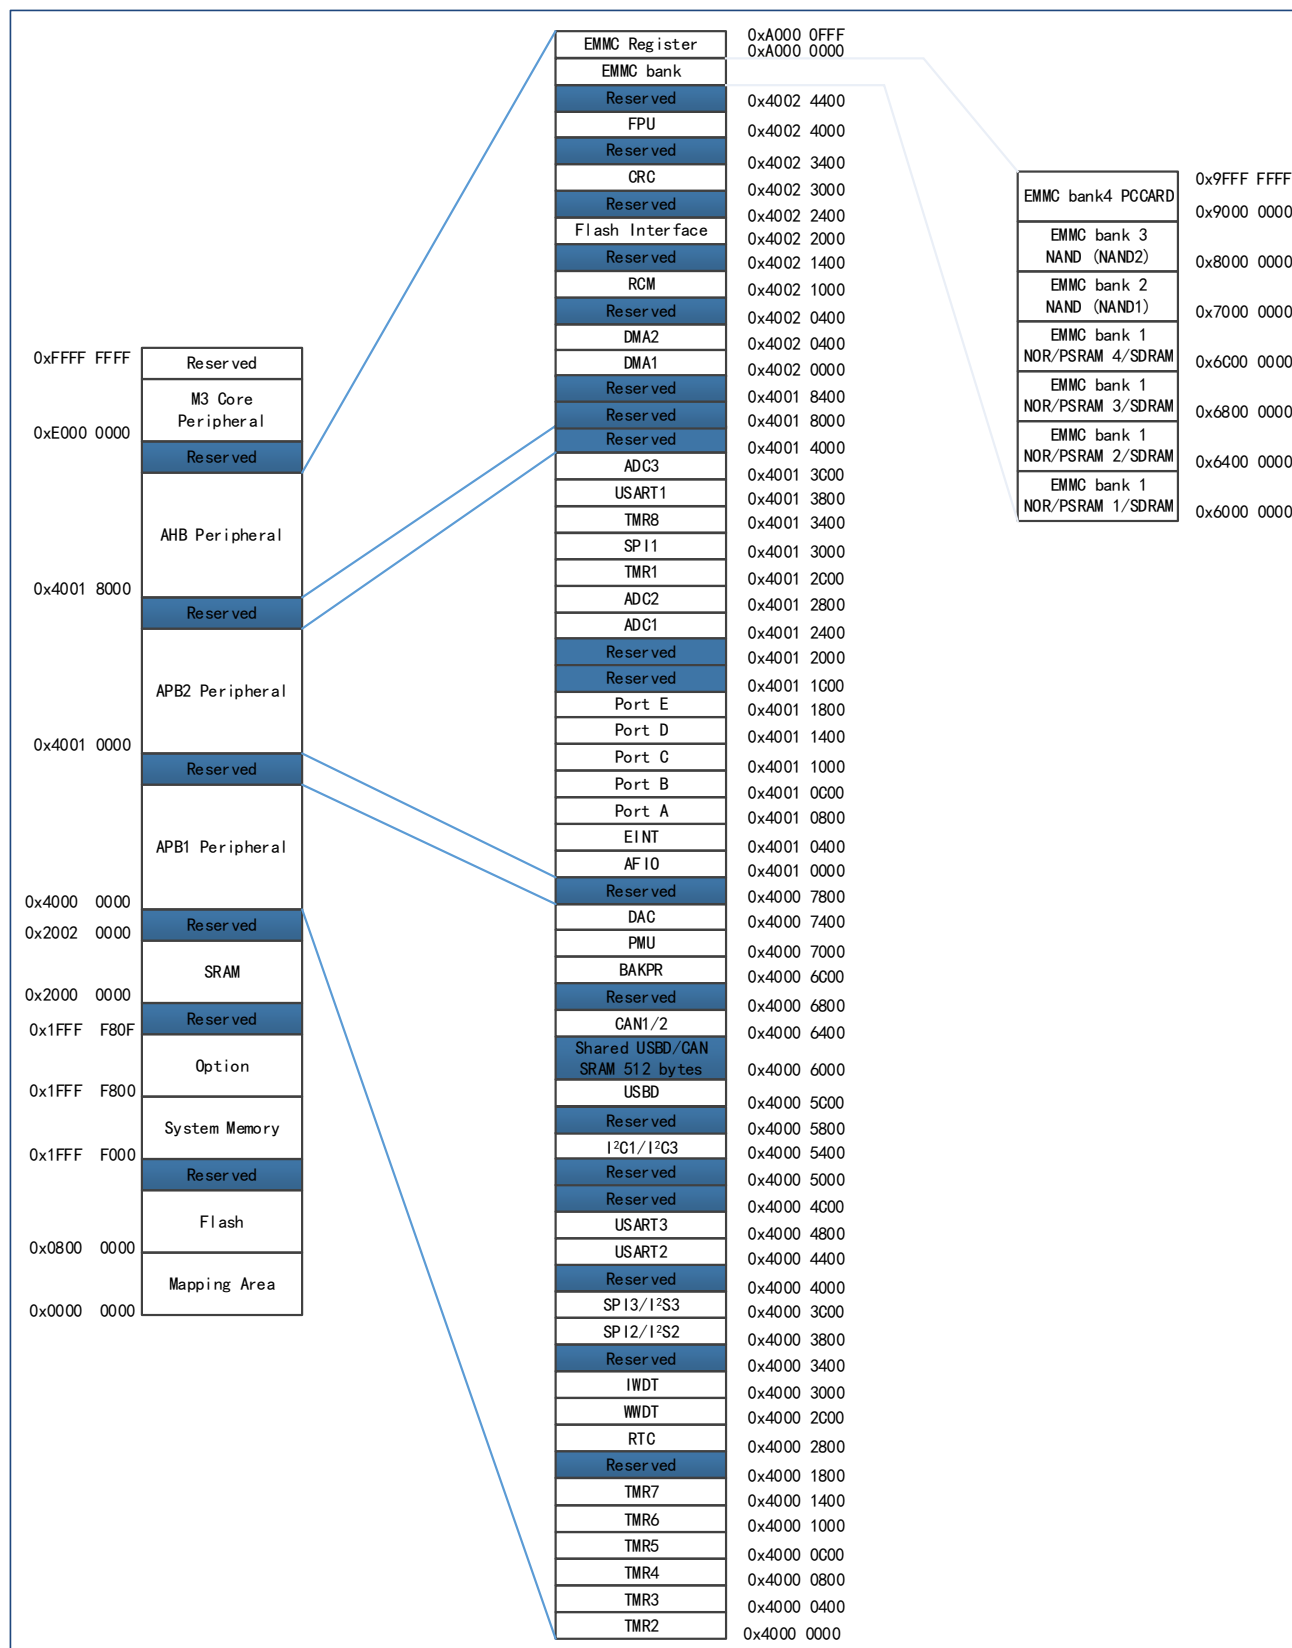 0xFFFF FFFF
Reserved
M3 Core
Peripheral
0xE000 0000
Reserved
AHB Peripheral
0x4001 8000
Reserved
APB2 Peripheral
0x4001 0000
Reserved
APB1 Peripheral
0x4000 0000
Reserved
0x2002 0000
SRAM
0x2000 0000
Reserved
0x1FFF F80F
Option
0x1FFF F800
System Memory
0x1FFF F000
Reserved
Flash
0x0800 0000
Mapping Area
0x0000 0000
0xA000 0FFF
EMMC Register
0xA000 0000
EMMC bank
Reserved
0x4002 4400
FPU
0x4002 4000
Reserved
0x4002 3400
CRC
0x4002 3000
Reserved
0x4002 2400
Flash Interface
0x4002 2000
Reserved
0x4002 1400
RCM
0x4002 1000
Reserved
0x4002 0400
DMA2
0x4002 0400
DMA1
0x4002 0000
Reserved
0x4001 8400
Reserved
0x4001 8000
Reserved
0x4001 4000
ADC3
0x4001 3C00
USART1
0x4001 3800
TMR8
0x4001 3400
SPI1
0x4001 3000
TMR1
0x4001 2C00
ADC2
0x4001 2800
ADC1
0x4001 2400
Reserved
0x4001 2000
Reserved
0x4001 1C00
Port E
0x4001 1800
Port D
0x4001 1400
Port C
0x4001 1000
Port B
0x4001 0C00
Port A
0x4001 0800
EINT
0x4001 0400
AFIO
0x4001 0000
Reserved
0x4000 7800
DAC
0x4000 7400
PMU
0x4000 7000
BAKPR
0x4000 6C00
Reserved
0x4000 6800
CAN1/2
0x4000 6400
Shared USBD/CAN
SRAM 512 bytes
0x4000 6000
USBD
0x4000 5C00
Reserved
0x4000 5800
I²C1/I²C3
0x4000 5400
Reserved
0x4000 5000
Reserved
0x4000 4C00
USART3
0x4000 4800
USART2
0x4000 4400
Reserved
0x4000 4000
SPI3/I²S3
0x4000 3C00
SPI2/I²S2
0x4000 3800
Reserved
0x4000 3400
IWDT
0x4000 3000
WWDT
0x4000 2C00
RTC
0x4000 2800
Reserved
0x4000 1800
TMR7
0x4000 1400
TMR6
0x4000 1000
TMR5
0x4000 0C00
TMR4
0x4000 0800
TMR3
0x4000 0400
TMR2
0x4000 0000
0x9FFF FFFF
EMMC bank4 PCCARD
0x9000 0000
EMMC bank 3
NAND (NAND2)
0x8000 0000
EMMC bank 2
NAND (NAND1)
0x7000 0000
EMMC bank 1
NOR/PSRAM 4/SDRAM
0x6C00 0000
EMMC bank 1
NOR/PSRAM 3/SDRAM
0x6800 0000
EMMC bank 1
NOR/PSRAM 2/SDRAM
0x6400 0000
EMMC bank 1
NOR/PSRAM 1/SDRAM
0x6000 0000